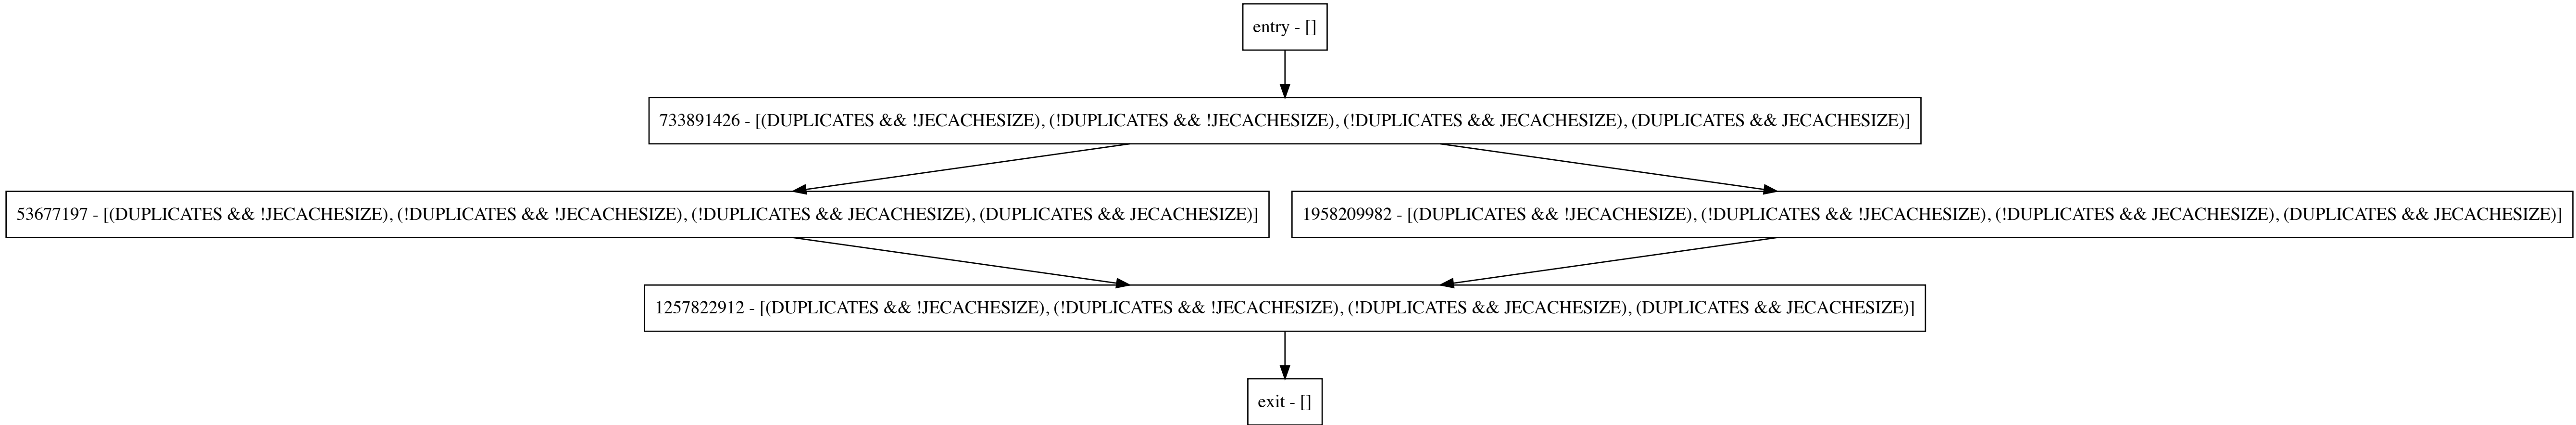 entry - []
733891426 - [(DUPLICATES && !JECACHESIZE), (!DUPLICATES && !JECACHESIZE), (!DUPLICATES && JECACHESIZE), (DUPLICATES && JECACHESIZE)]
53677197 - [(DUPLICATES && !JECACHESIZE), (!DUPLICATES && !JECACHESIZE), (!DUPLICATES && JECACHESIZE), (DUPLICATES && JECACHESIZE)]
1958209982 - [(DUPLICATES && !JECACHESIZE), (!DUPLICATES && !JECACHESIZE), (!DUPLICATES && JECACHESIZE), (DUPLICATES && JECACHESIZE)]
1257822912 - [(DUPLICATES && !JECACHESIZE), (!DUPLICATES && !JECACHESIZE), (!DUPLICATES && JECACHESIZE), (DUPLICATES && JECACHESIZE)]
exit - []